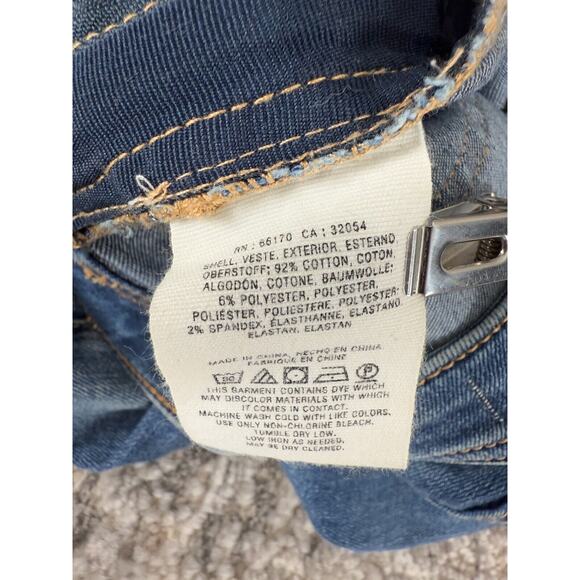 RN : 66170 CA : 32054
SHELL, VESTE, EXTERIOR, ESTERNO,
OBERSTOFF; 92% COTTON, COTON,
ALGODÓN, COTONE, BAUMWOLLE;
6% POLYESTER, POLYESTER,
POLIÉSTER, POLIESTERE, POLYESTER;
2% SPANDEX, ÉLASTHANNE, ELASTANO,
ELASTAN, ELASTAN
MADE IN CHINA, HECHO EN CHINA
FABRIQUE EN CHINE
THIS GARMENT CONTAINS DYE WHICH
MAY DISCOLOR MATERIALS WITH WHICH
IT COMES IN CONTACT.
MACHINE WASH COLD WITH LIKE COLORS.
USE ONLY NON-CHLORINE BLEACH.
TUMBLE DRY LOW.
LOW IRON AS NEEDED.
MAY BE DRY CLEANED.